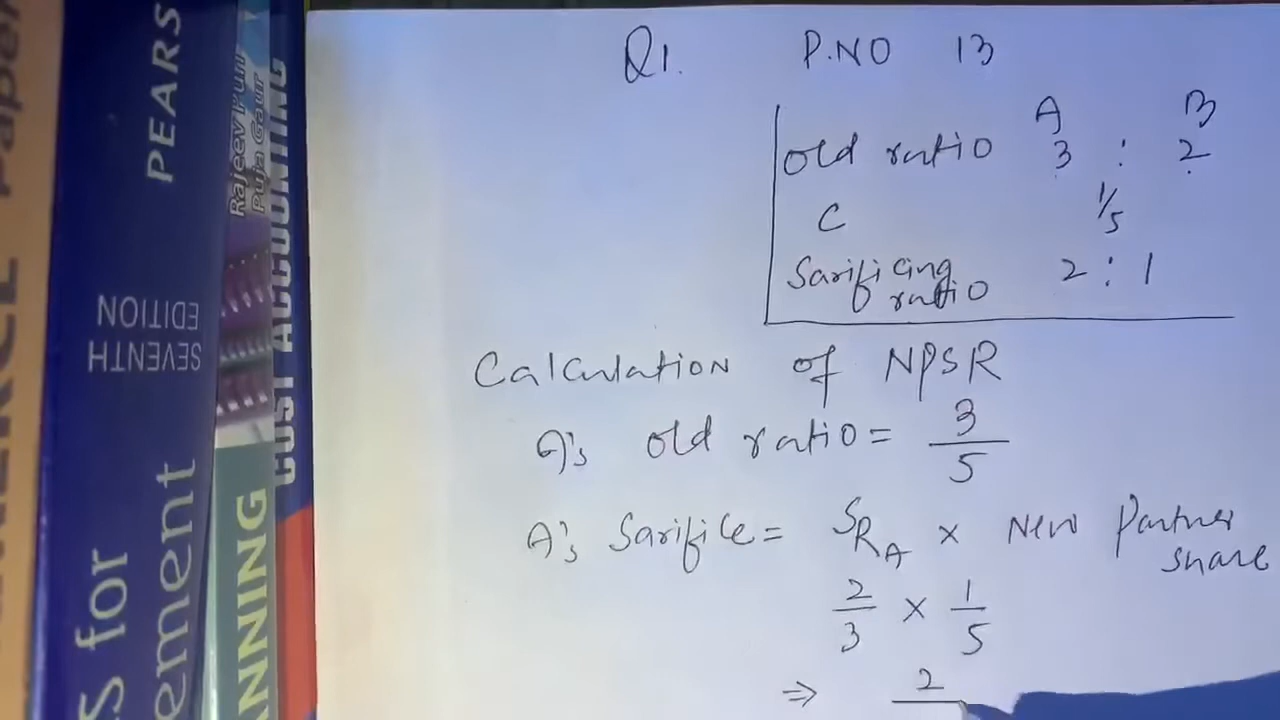 Paper
PEARS
SEVENTH
EDITION
s for
ement
Rajeev Puri
Puja Gaur
COST ACCOUNTING
ANNING
Q1. P.NO 13
A B
old ratio 3 : 2
C 1/5
Sarificing ratio 2 : 1
Calculation of NPSR
A's old ratio = 3/5
A's Sarifice = SRA × New Partner share
2/3 × 1/5
⇒ 2